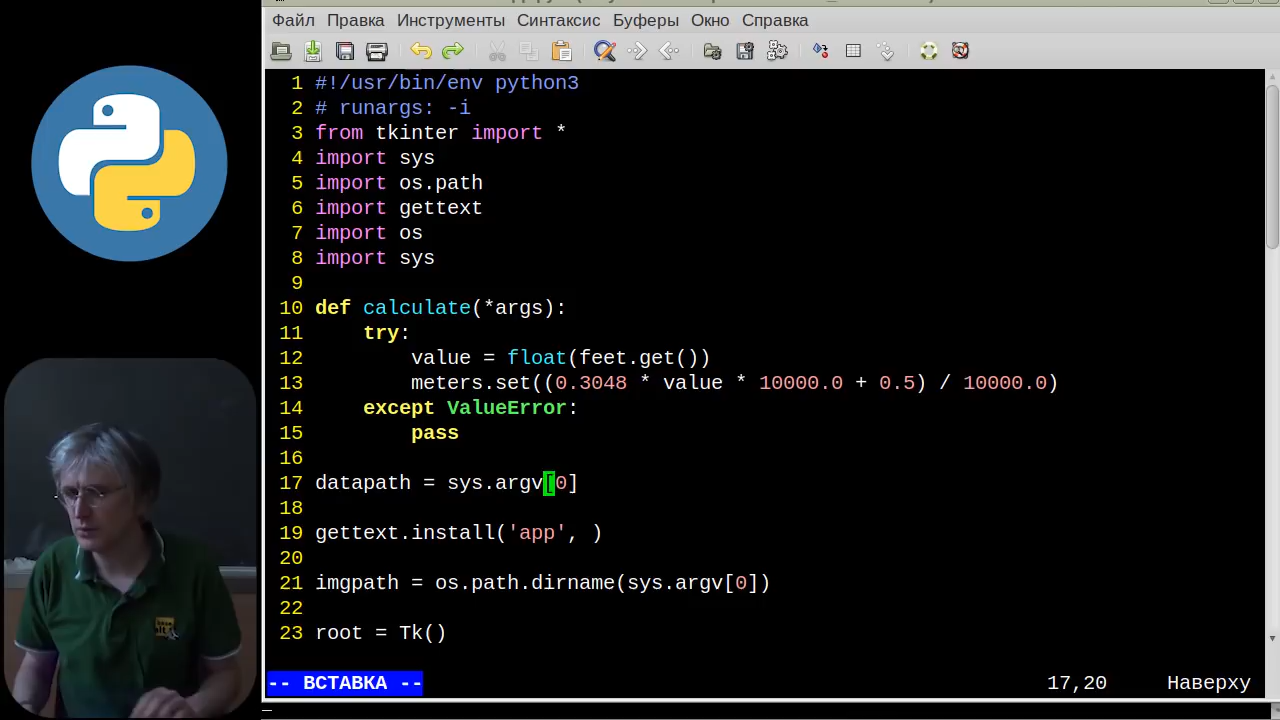 Файл Правка Инструменты Синтаксис Буферы Окно Справка
1 #!/usr/bin/env python3
2 # runargs: -i
3 from tkinter import *
4 import sys
5 import os.path
6 import gettext
7 import os
8 import sys
9
10 def calculate(*args):
11     try:
12         value = float(feet.get())
13         meters.set((0.3048 * value * 10000.0 + 0.5) / 10000.0)
14     except ValueError:
15         pass
16
17 datapath = sys.argv[0]
18
19 gettext.install('app', )
20
21 imgpath = os.path.dirname(sys.argv[0])
22
23 root = Tk()
-- ВСТАВКА -- 17,20 Наверху